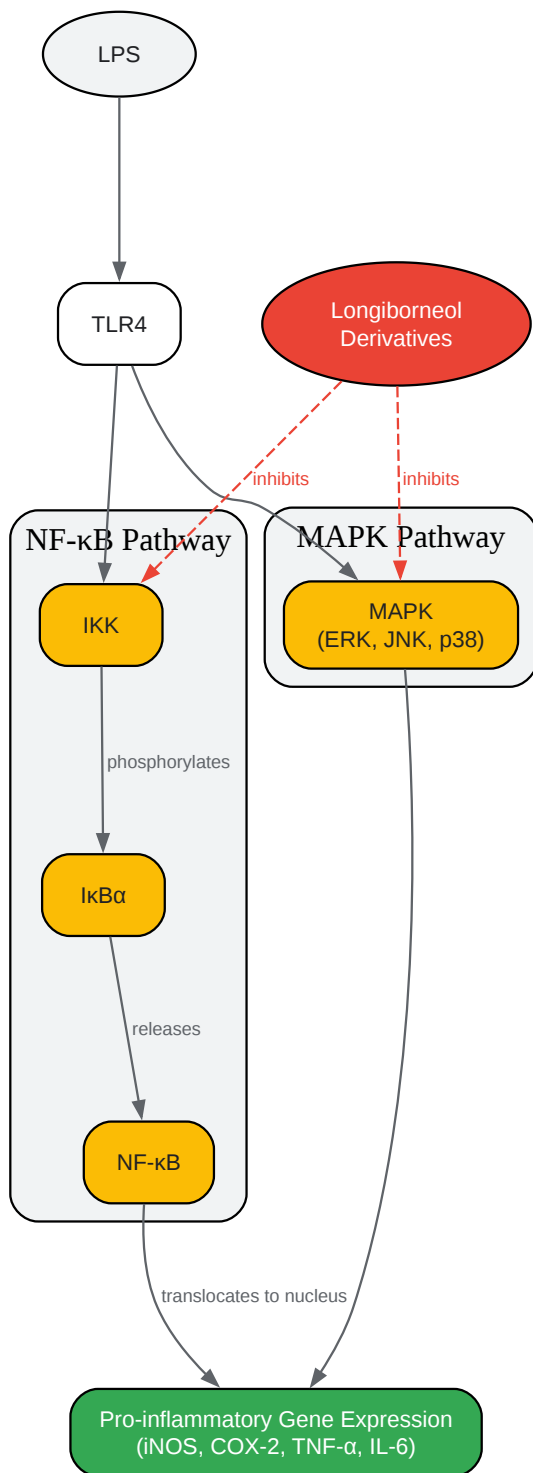 LPS
TLR4
Longiborneol
Derivatives
inhibits
inhibits
NF-κB Pathway
MAPK Pathway
IKK
MAPK
(ERK, JNK, p38)
phosphorylates
IκBα
releases
NF-κB
translocates to nucleus
Pro-inflammatory Gene Expression
(iNOS, COX-2, TNF-α, IL-6)